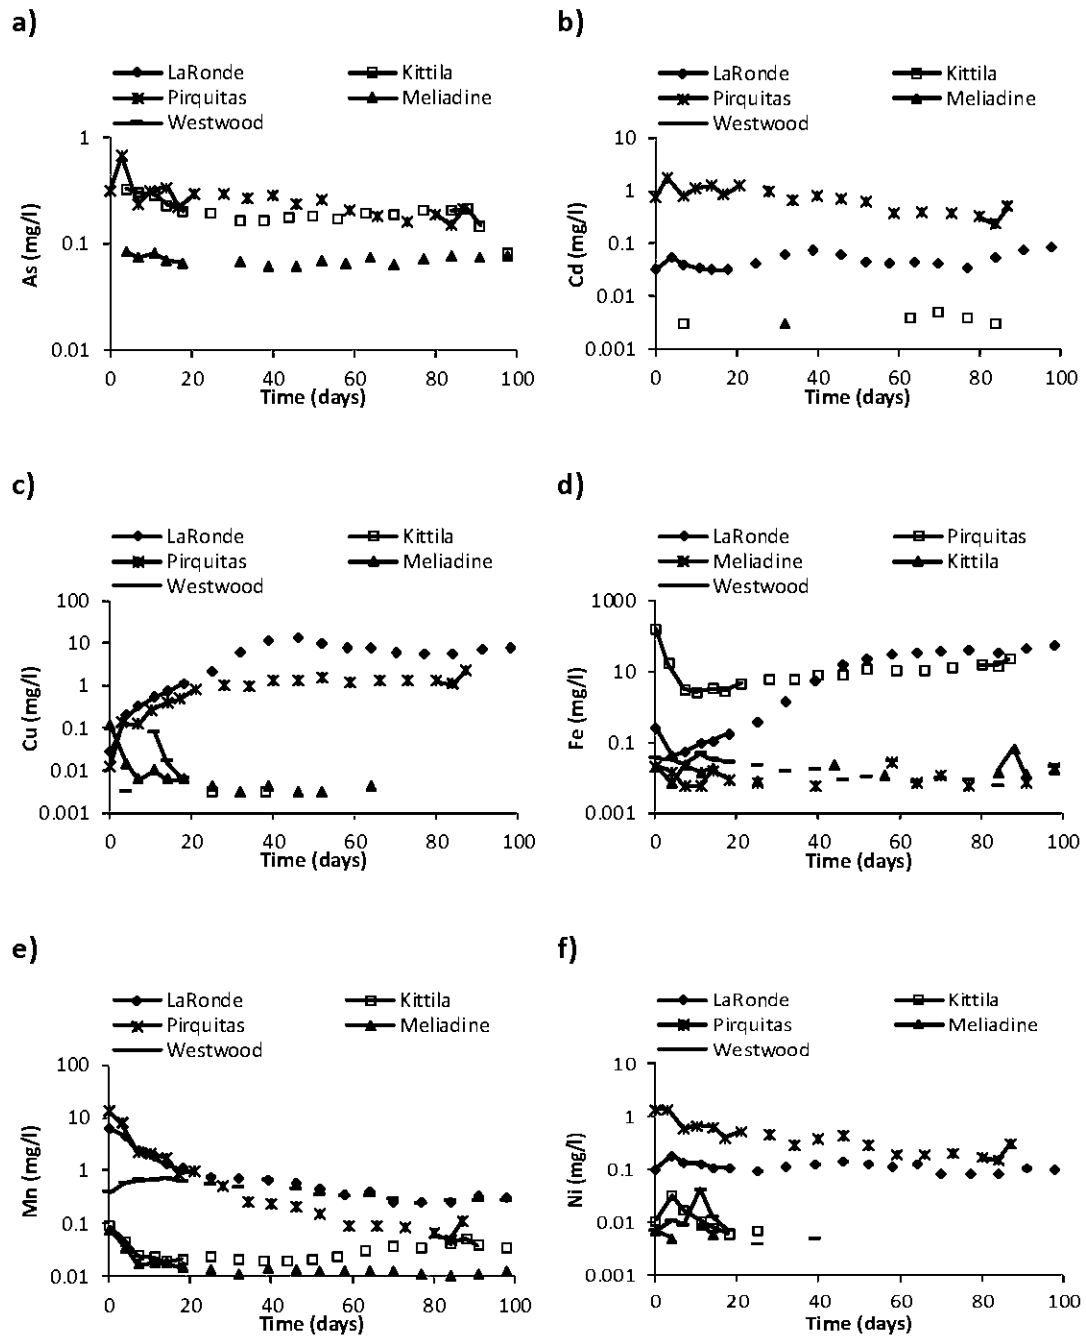 a)
LaRonde Kittila
Pirquitas Meliadine
Westwood
1
0.1
0.01
As (mg/l)
0 20 40 60 80 100
Time (days)
b)
LaRonde Kittila
Pirquitas Meliadine
Westwood
10
1
0.1
0.01
0.001
Cd (mg/l)
0 20 40 60 80 100
Time (days)
c)
LaRonde Kittila
Pirquitas Meliadine
Westwood
100
10
1
0.1
0.01
0.001
Cu (mg/l)
0 20 40 60 80 100
Time (days)
d)
LaRonde Pirquitas
Meliadine Kittila
Westwood
1000
10
0.1
0.001
Fe (mg/l)
0 20 40 60 80 100
Time (days)
e)
LaRonde Kittila
Pirquitas Meliadine
Westwood
100
10
1
0.1
0.01
Mn (mg/l)
0 20 40 60 80 100
Time (days)
f)
LaRonde Kittila
Pirquitas Meliadine
Westwood
10
1
0.1
0.01
0.001
Ni (mg/l)
0 20 40 60 80 100
Time (days)